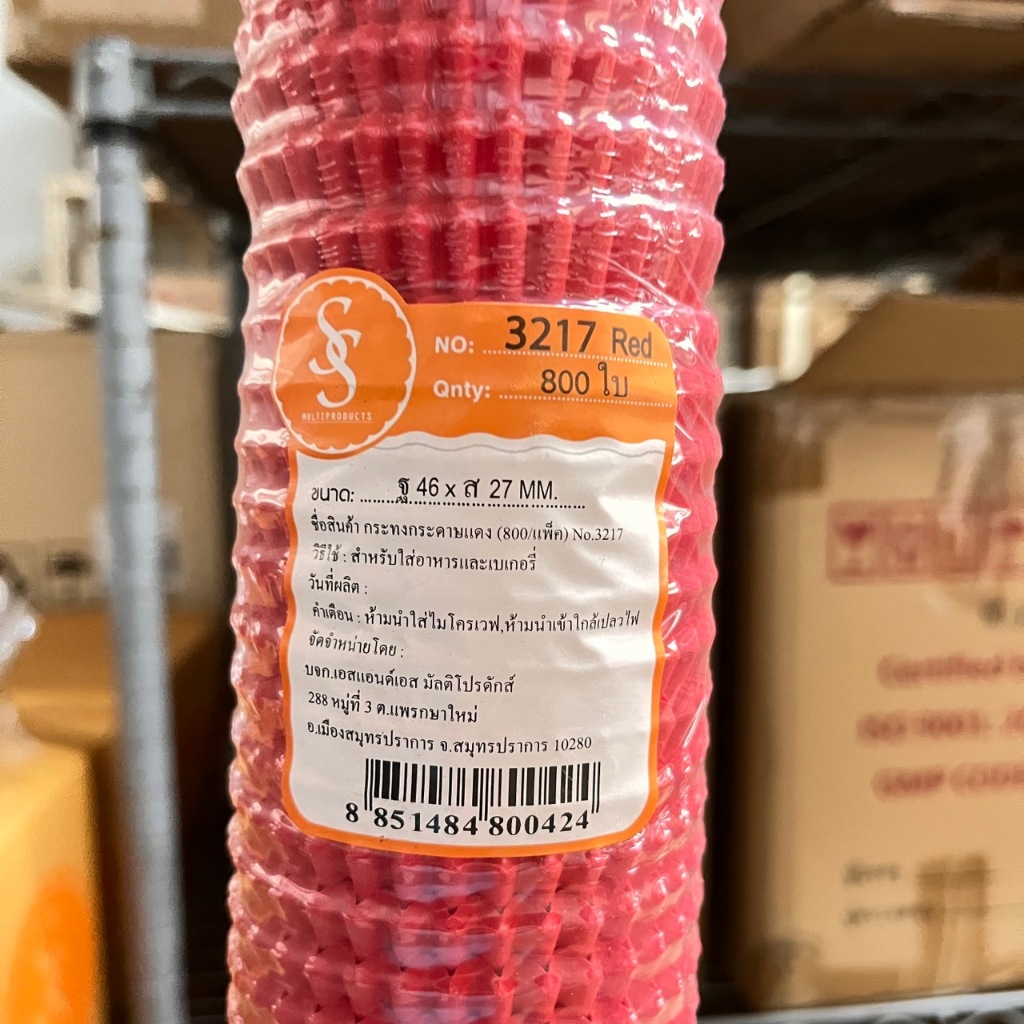 SS
MULTIPRODUCTS
NO: 3217 Red
Qnty: 800 ใบ
ขนาด: ฐ 46 x ส 27 MM.
ชื่อสินค้า กระทงกระดาษแดง (800/แพ็ค) No.3217
วิธีใช้ : สำหรับใส่อาหารและเบเกอรี่
วันที่ผลิต :
คำเตือน : ห้ามนำใส่ไมโครเวฟ,ห้ามนำเข้าใกล้เปลวไฟ
จัดจำหน่ายโดย :
บจก.เอสแอนด์เอส มัลติโปรดักส์
288 หมู่ที่ 3 ต.แพรกษาใหม่
อ.เมืองสมุทรปราการ จ.สมุทรปราการ 10280
8 851484 800424
Certified
ISO 9001:
GMP CODE